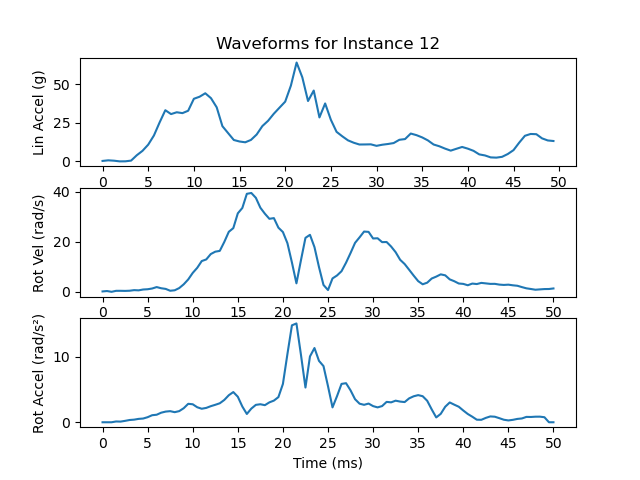 Waveforms for Instance 12
Lin Accel (g)
50
25
0
0 5 10 15 20 25 30 35 40 45 50
Rot Vel (rad/s)
40
20
0
0 5 10 15 20 25 30 35 40 45 50
Rot Accel (rad/s²)
10
0
0 5 10 15 20 25 30 35 40 45 50
Time (ms)